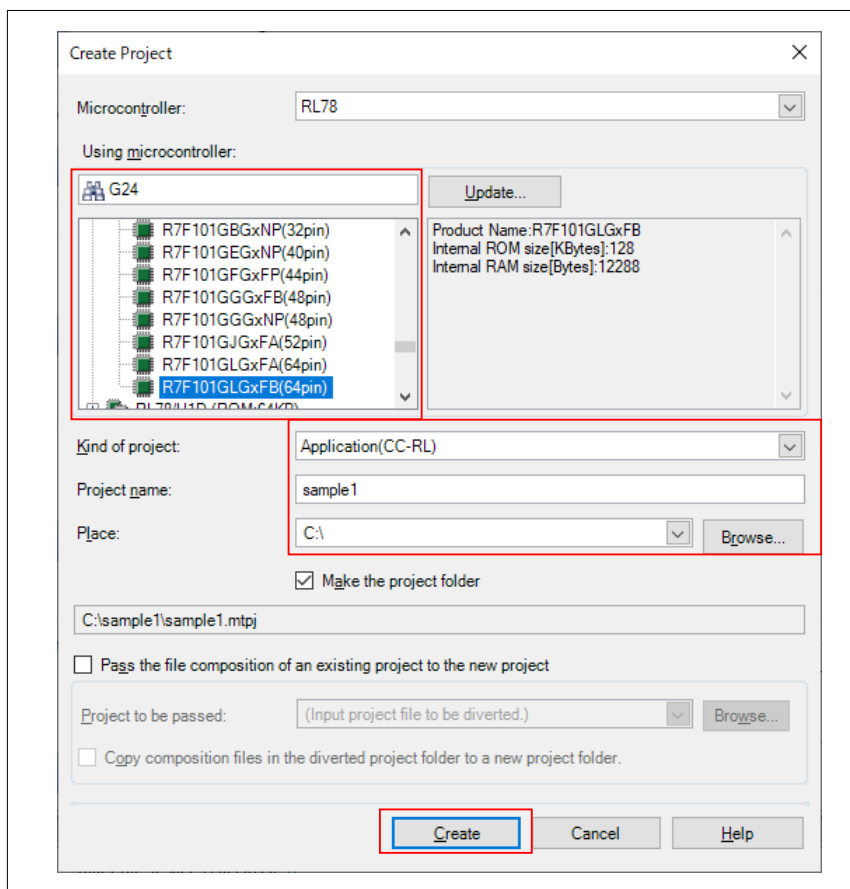 Create Project
Microcontroller:
RL78
Using microcontroller:
G24
Update...
R7F101GBGxNP(32pin)
R7F101GEGxNP(40pin)
R7F101GFGxFP(44pin)
R7F101GGGxFB(48pin)
R7F101GGGxNP(48pin)
R7F101GJGxFA(52pin)
R7F101GLGxFA(64pin)
R7F101GLGxFB(64pin)
Product Name:R7F101GLGxFB
Internal ROM size[KBytes]:128
Internal RAM size[Bytes]:12288
Kind of project:
Application(CC-RL)
Project name:
sample1
Place:
C:\
Browse...
Make the project folder
C:\sample1\sample1.mtpj
Pass the file composition of an existing project to the new project
Project to be passed:
(Input project file to be diverted.)
Browse...
Copy composition files in the diverted project folder to a new project folder.
Create
Cancel
Help